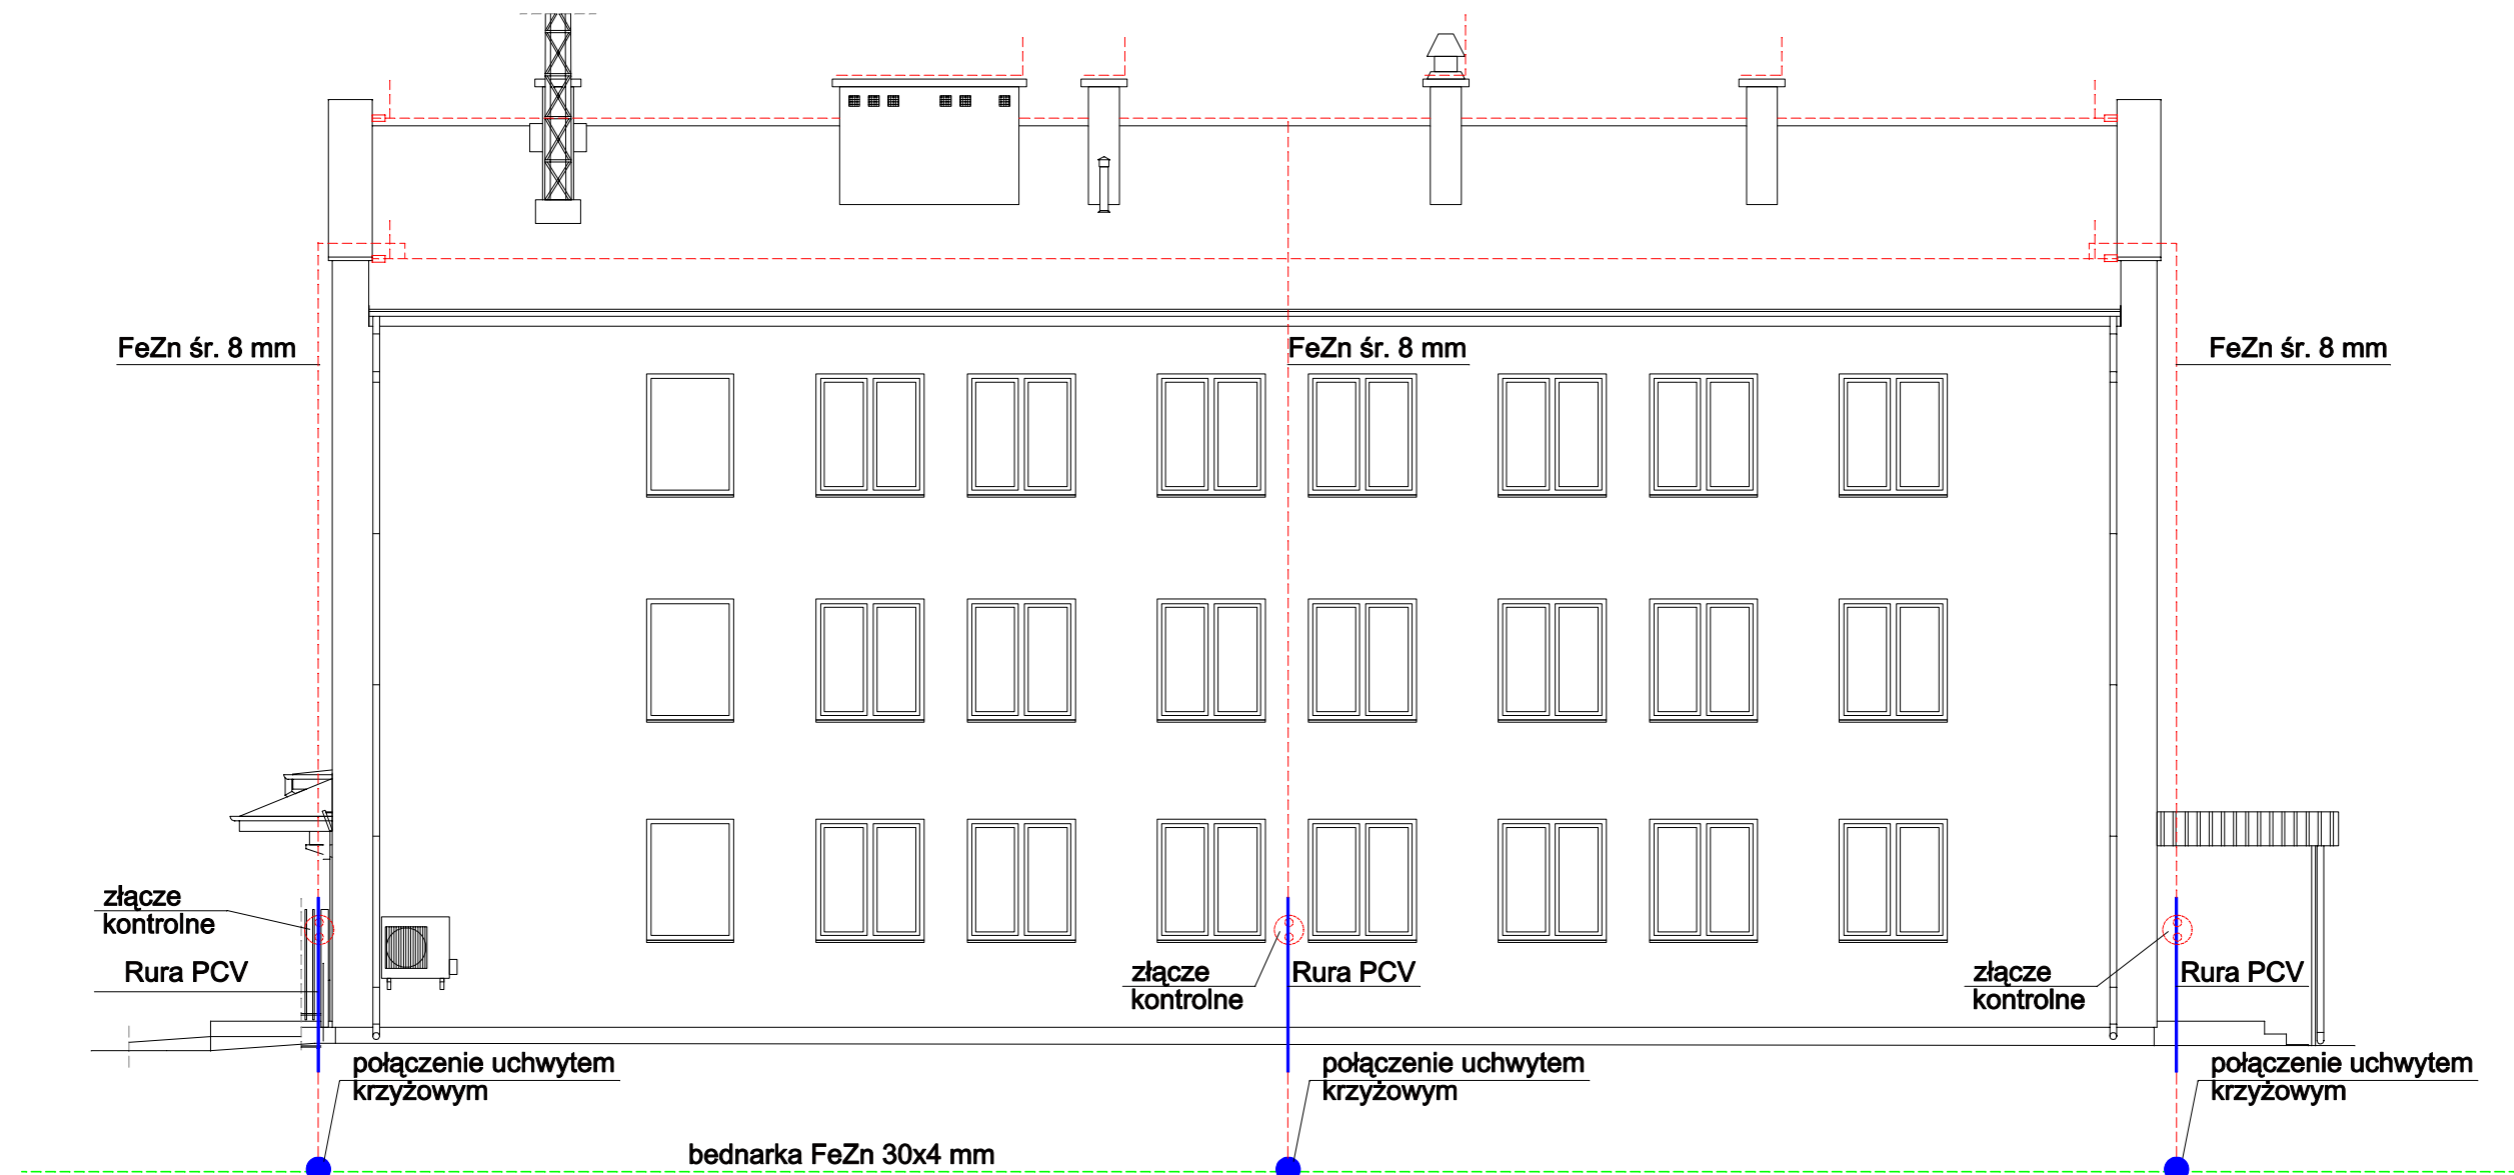 FeZn śr. 8 mm
FeZn śr. 8 mm
FeZn śr. 8 mm
złącze
kontrolne
Rura PCV
złącze
kontrolne
Rura PCV
złącze
kontrolne
Rura PCV
połączenie uchwytem
krzyżowym
połączenie uchwytem
krzyżowym
połączenie uchwytem
krzyżowym
bednarka FeZn 30x4 mm